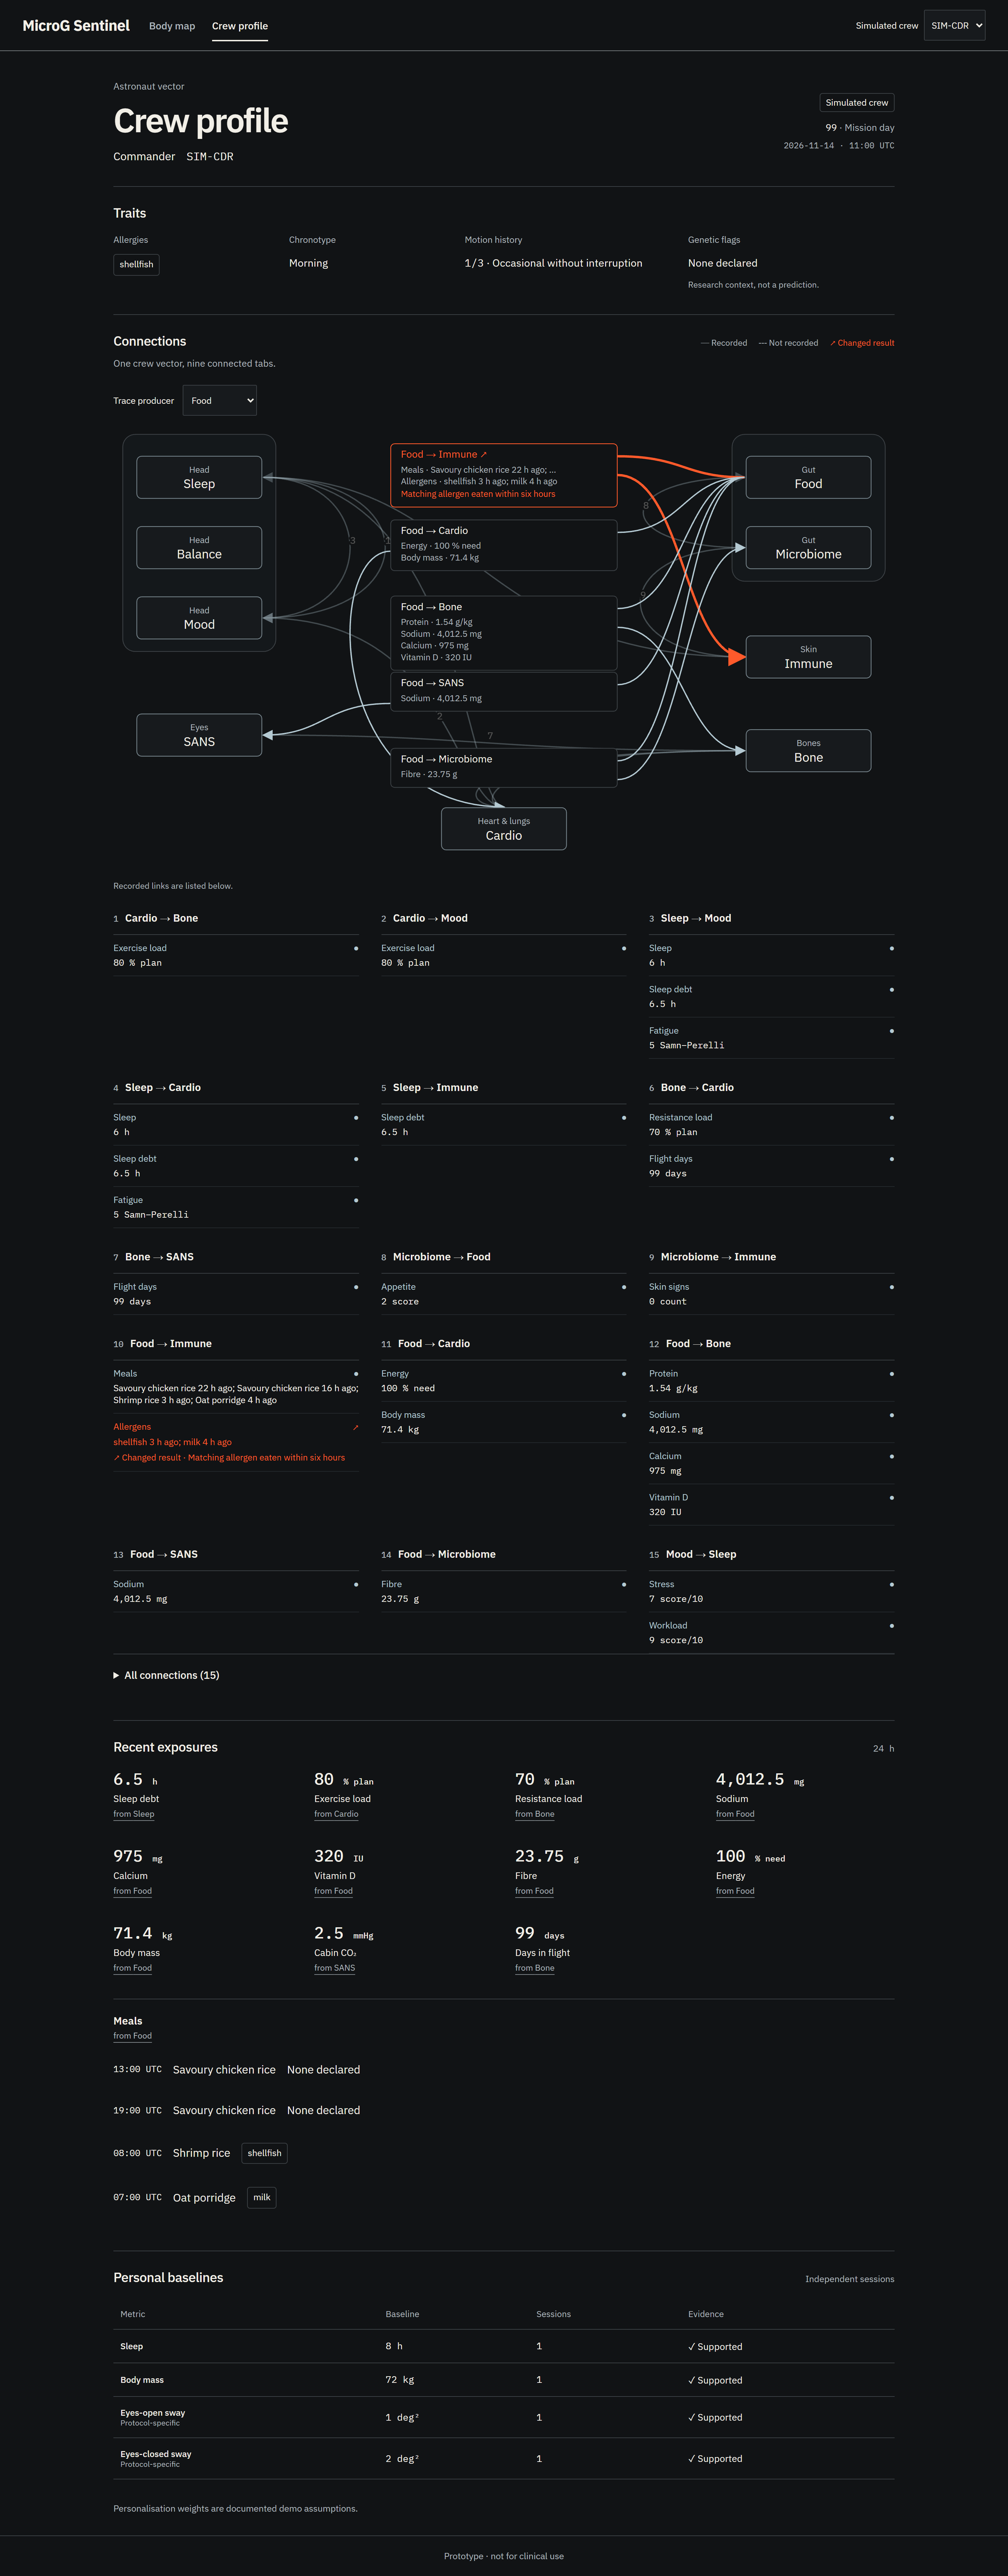 MicroG Sentinel
Body map
Crew profile
Simulated crew
SIM-CDR
Astronaut vector
Crew profile
Commander SIM-CDR
Simulated crew
99 · Mission day
2026-11-14 · 11:00 UTC
Traits
Allergies
shellfish
Chronotype
Morning
Motion history
1/3 · Occasional without interruption
Genetic flags
None declared
Research context, not a prediction.
Connections
— Recorded
--- Not recorded
↗ Changed result
One crew vector, nine connected tabs.
Trace producer
Food
Head
Sleep
Head
Balance
Head
Mood
Eyes
SANS
3
Food → Immune ↗
Meals · Savoury chicken rice 22 h ago; ...
Allergens · shellfish 3 h ago; milk 4 h ago
Matching allergen eaten within six hours
Food → Cardio
Energy · 100 % need
Body mass · 71.4 kg
Food → Bone
Protein · 1.54 g/kg
Sodium · 4,012.5 mg
Calcium · 975 mg
Vitamin D · 320 IU
Food → SANS
Sodium · 4,012.5 mg
2
7
Food → Microbiome
Fibre · 23.75 g
Heart & lungs
Cardio
8
9
Gut
Food
Gut
Microbiome
Skin
Immune
Bones
Bone
Recorded links are listed below.
1 Cardio → Bone
Exercise load
80 % plan
2 Cardio → Mood
Exercise load
80 % plan
3 Sleep → Mood
Sleep
6 h
Sleep debt
6.5 h
Fatigue
5 Samn–Perelli
4 Sleep → Cardio
Sleep
6 h
Sleep debt
6.5 h
Fatigue
5 Samn–Perelli
5 Sleep → Immune
Sleep debt
6.5 h
6 Bone → Cardio
Resistance load
70 % plan
Flight days
99 days
7 Bone → SANS
Flight days
99 days
8 Microbiome → Food
Appetite
2 score
9 Microbiome → Immune
Skin signs
0 count
10 Food → Immune
Meals
Savoury chicken rice 22 h ago; Savoury chicken rice 16 h ago;
Shrimp rice 3 h ago; Oat porridge 4 h ago
Allergens ↗
shellfish 3 h ago; milk 4 h ago
↗ Changed result · Matching allergen eaten within six hours
11 Food → Cardio
Energy
100 % need
Body mass
71.4 kg
12 Food → Bone
Protein
1.54 g/kg
Sodium
4,012.5 mg
Calcium
975 mg
Vitamin D
320 IU
13 Food → SANS
Sodium
4,012.5 mg
14 Food → Microbiome
Fibre
23.75 g
15 Mood → Sleep
Stress
7 score/10
Workload
9 score/10
▶ All connections (15)
Recent exposures
24 h
6.5 h
Sleep debt
from Sleep
80 % plan
Exercise load
from Cardio
70 % plan
Resistance load
from Bone
4,012.5 mg
Sodium
from Food
975 mg
Calcium
from Food
320 IU
Vitamin D
from Food
23.75 g
Fibre
from Food
100 % need
Energy
from Food
71.4 kg
Body mass
from Food
2.5 mmHg
Cabin CO₂
from SANS
99 days
Days in flight
from Bone
Meals
from Food
13:00 UTC Savoury chicken rice None declared
19:00 UTC Savoury chicken rice None declared
08:00 UTC Shrimp rice shellfish
07:00 UTC Oat porridge milk
Personal baselines
Independent sessions
Metric Baseline Sessions Evidence
Sleep 8 h 1 ✓ Supported
Body mass 72 kg 1 ✓ Supported
Eyes-open sway 1 deg² 1 ✓ Supported
Protocol-specific
Eyes-closed sway 2 deg² 1 ✓ Supported
Protocol-specific
Personalisation weights are documented demo assumptions.
Prototype · not for clinical use